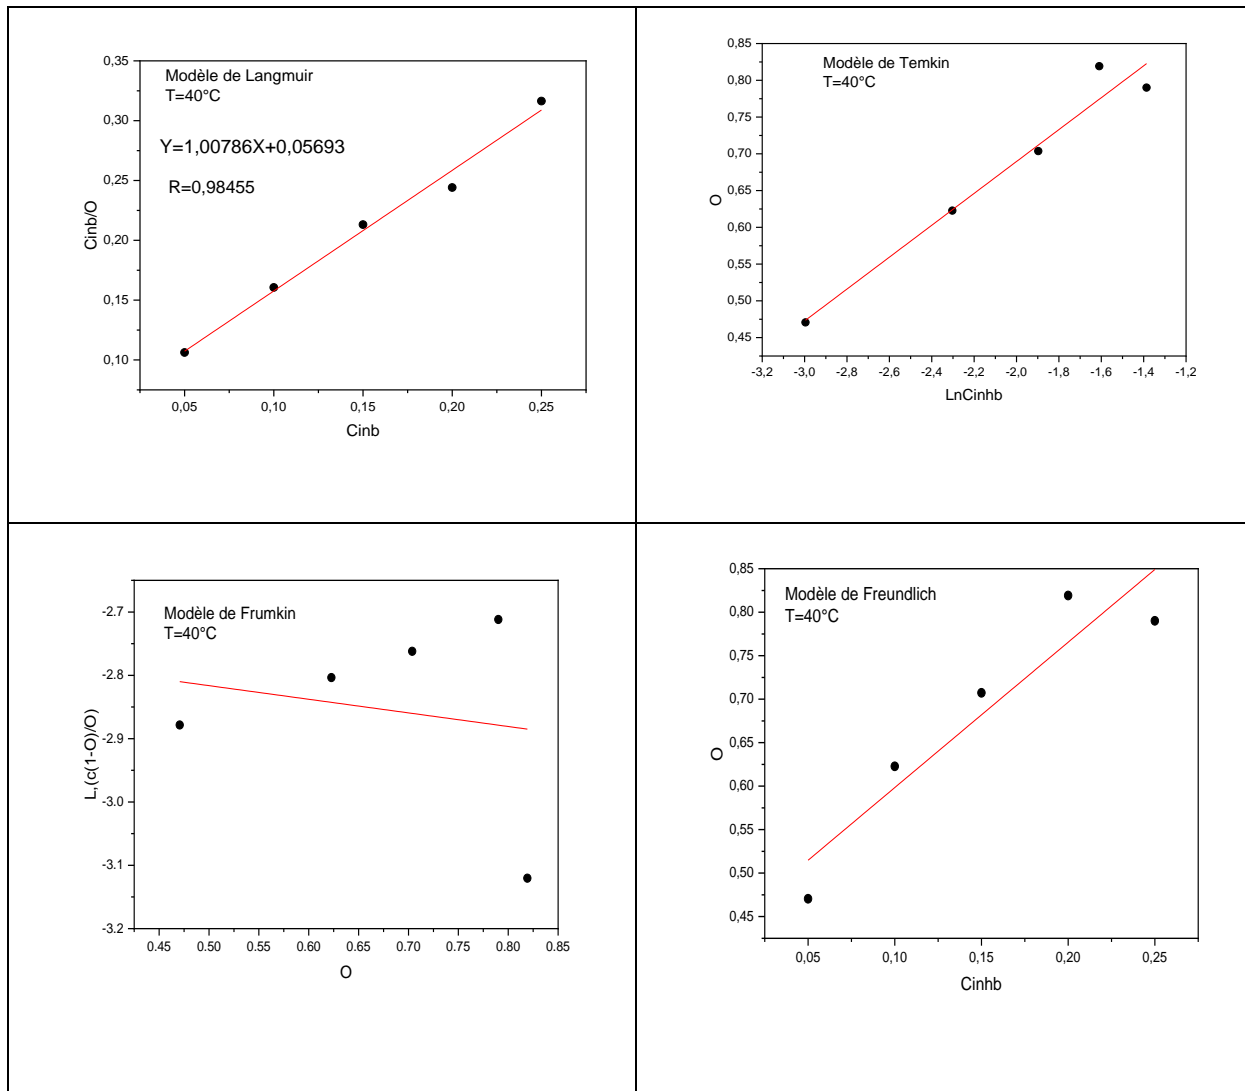 Modèle de Langmuir
T=40°C
Y=1,00786X+0,05693
R=0,98455
0,35
0,30
0,25
0,20
0,15
0,10
Cinb/O
0,05 0,10 0,15 0,20 0,25
Cinb
Modèle de Temkin
T=40°C
0,85
0,80
0,75
0,70
0,65
0,60
0,55
0,50
0,45
O
-3,2 -3,0 -2,8 -2,6 -2,4 -2,2 -2,0 -1,8 -1,6 -1,4 -1,2
LnCinhb
Modèle de Frumkin
T=40°C
-2.7
-2.8
-2.9
-3.0
-3.1
-3.2
L,(c(1-O)/O)
0.45 0.50 0.55 0.60 0.65 0.70 0.75 0.80 0.85
O
Modèle de Freundlich
T=40°C
0,85
0,80
0,75
0,70
0,65
0,60
0,55
0,50
0,45
O
0,05 0,10 0,15 0,20 0,25
Cinhb